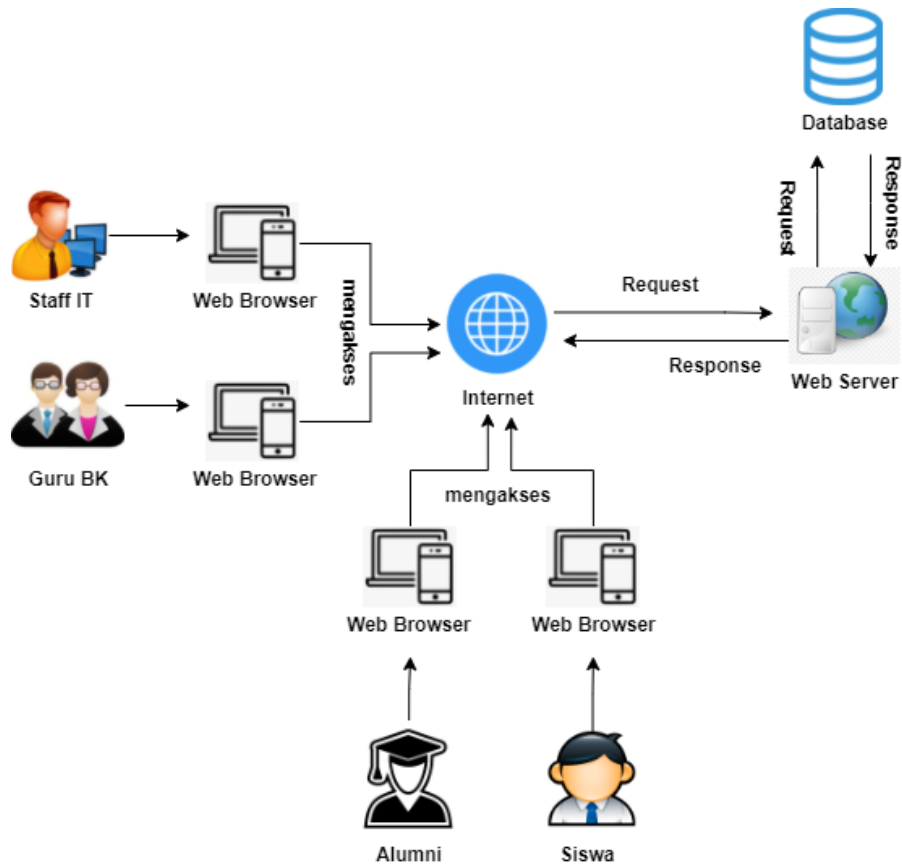 Database
Request
Response
Staff IT
Web Browser
mengakses
Request
Response
Web Server
Internet
Guru BK
Web Browser
mengakses
Web Browser
Web Browser
Alumni
Siswa